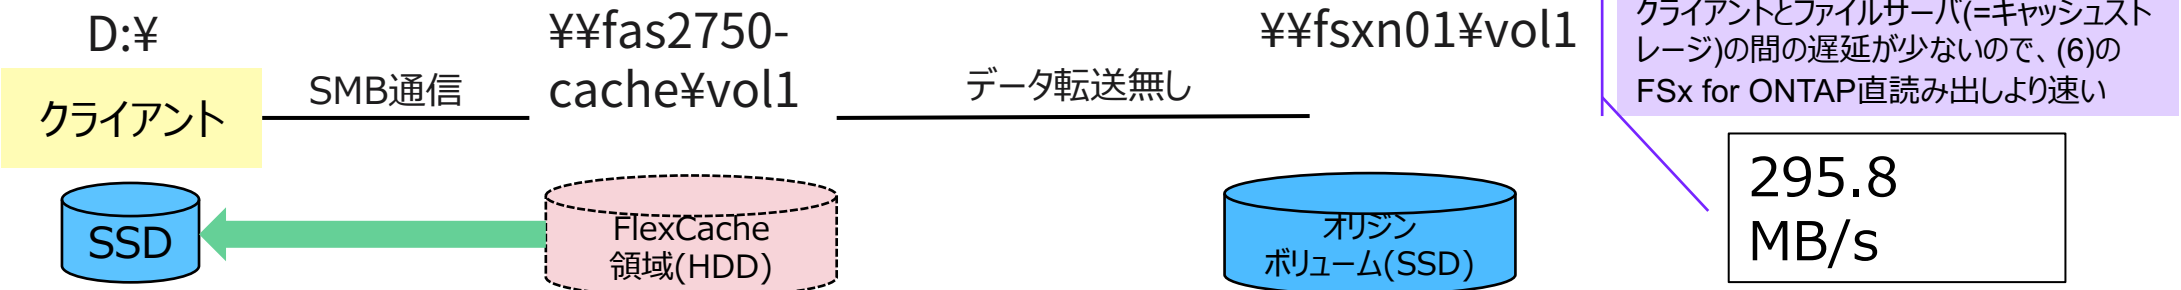 D:¥
クライアント
SMB通信
¥¥fas2750-
cache¥vol1
データ転送無し
¥¥fsxn01¥vol1
クライアントとファイルサーバ(=キャッシュスト
レージ)の間の遅延が少ないので、(6)の
FSx for ONTAP直読み出しより速い
295.8
MB/s
SSD
FlexCache
領域(HDD)
オリジン
ボリューム(SSD)